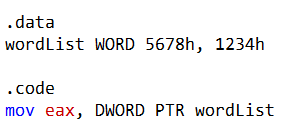 .data
wordList WORD 5678h, 1234h
.code
mov eax, DWORD PTR wordList